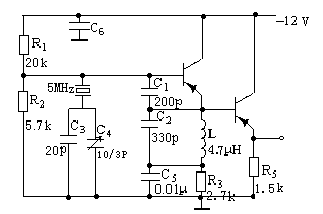 C6
-12 V
R1
20k
5MHz
C1
200p
R2
5.7k
C3
20p
C4
10/3P
C2
330p
L
4.7μH
C5
0.01μ
R3
2.7k
R5
1.5k